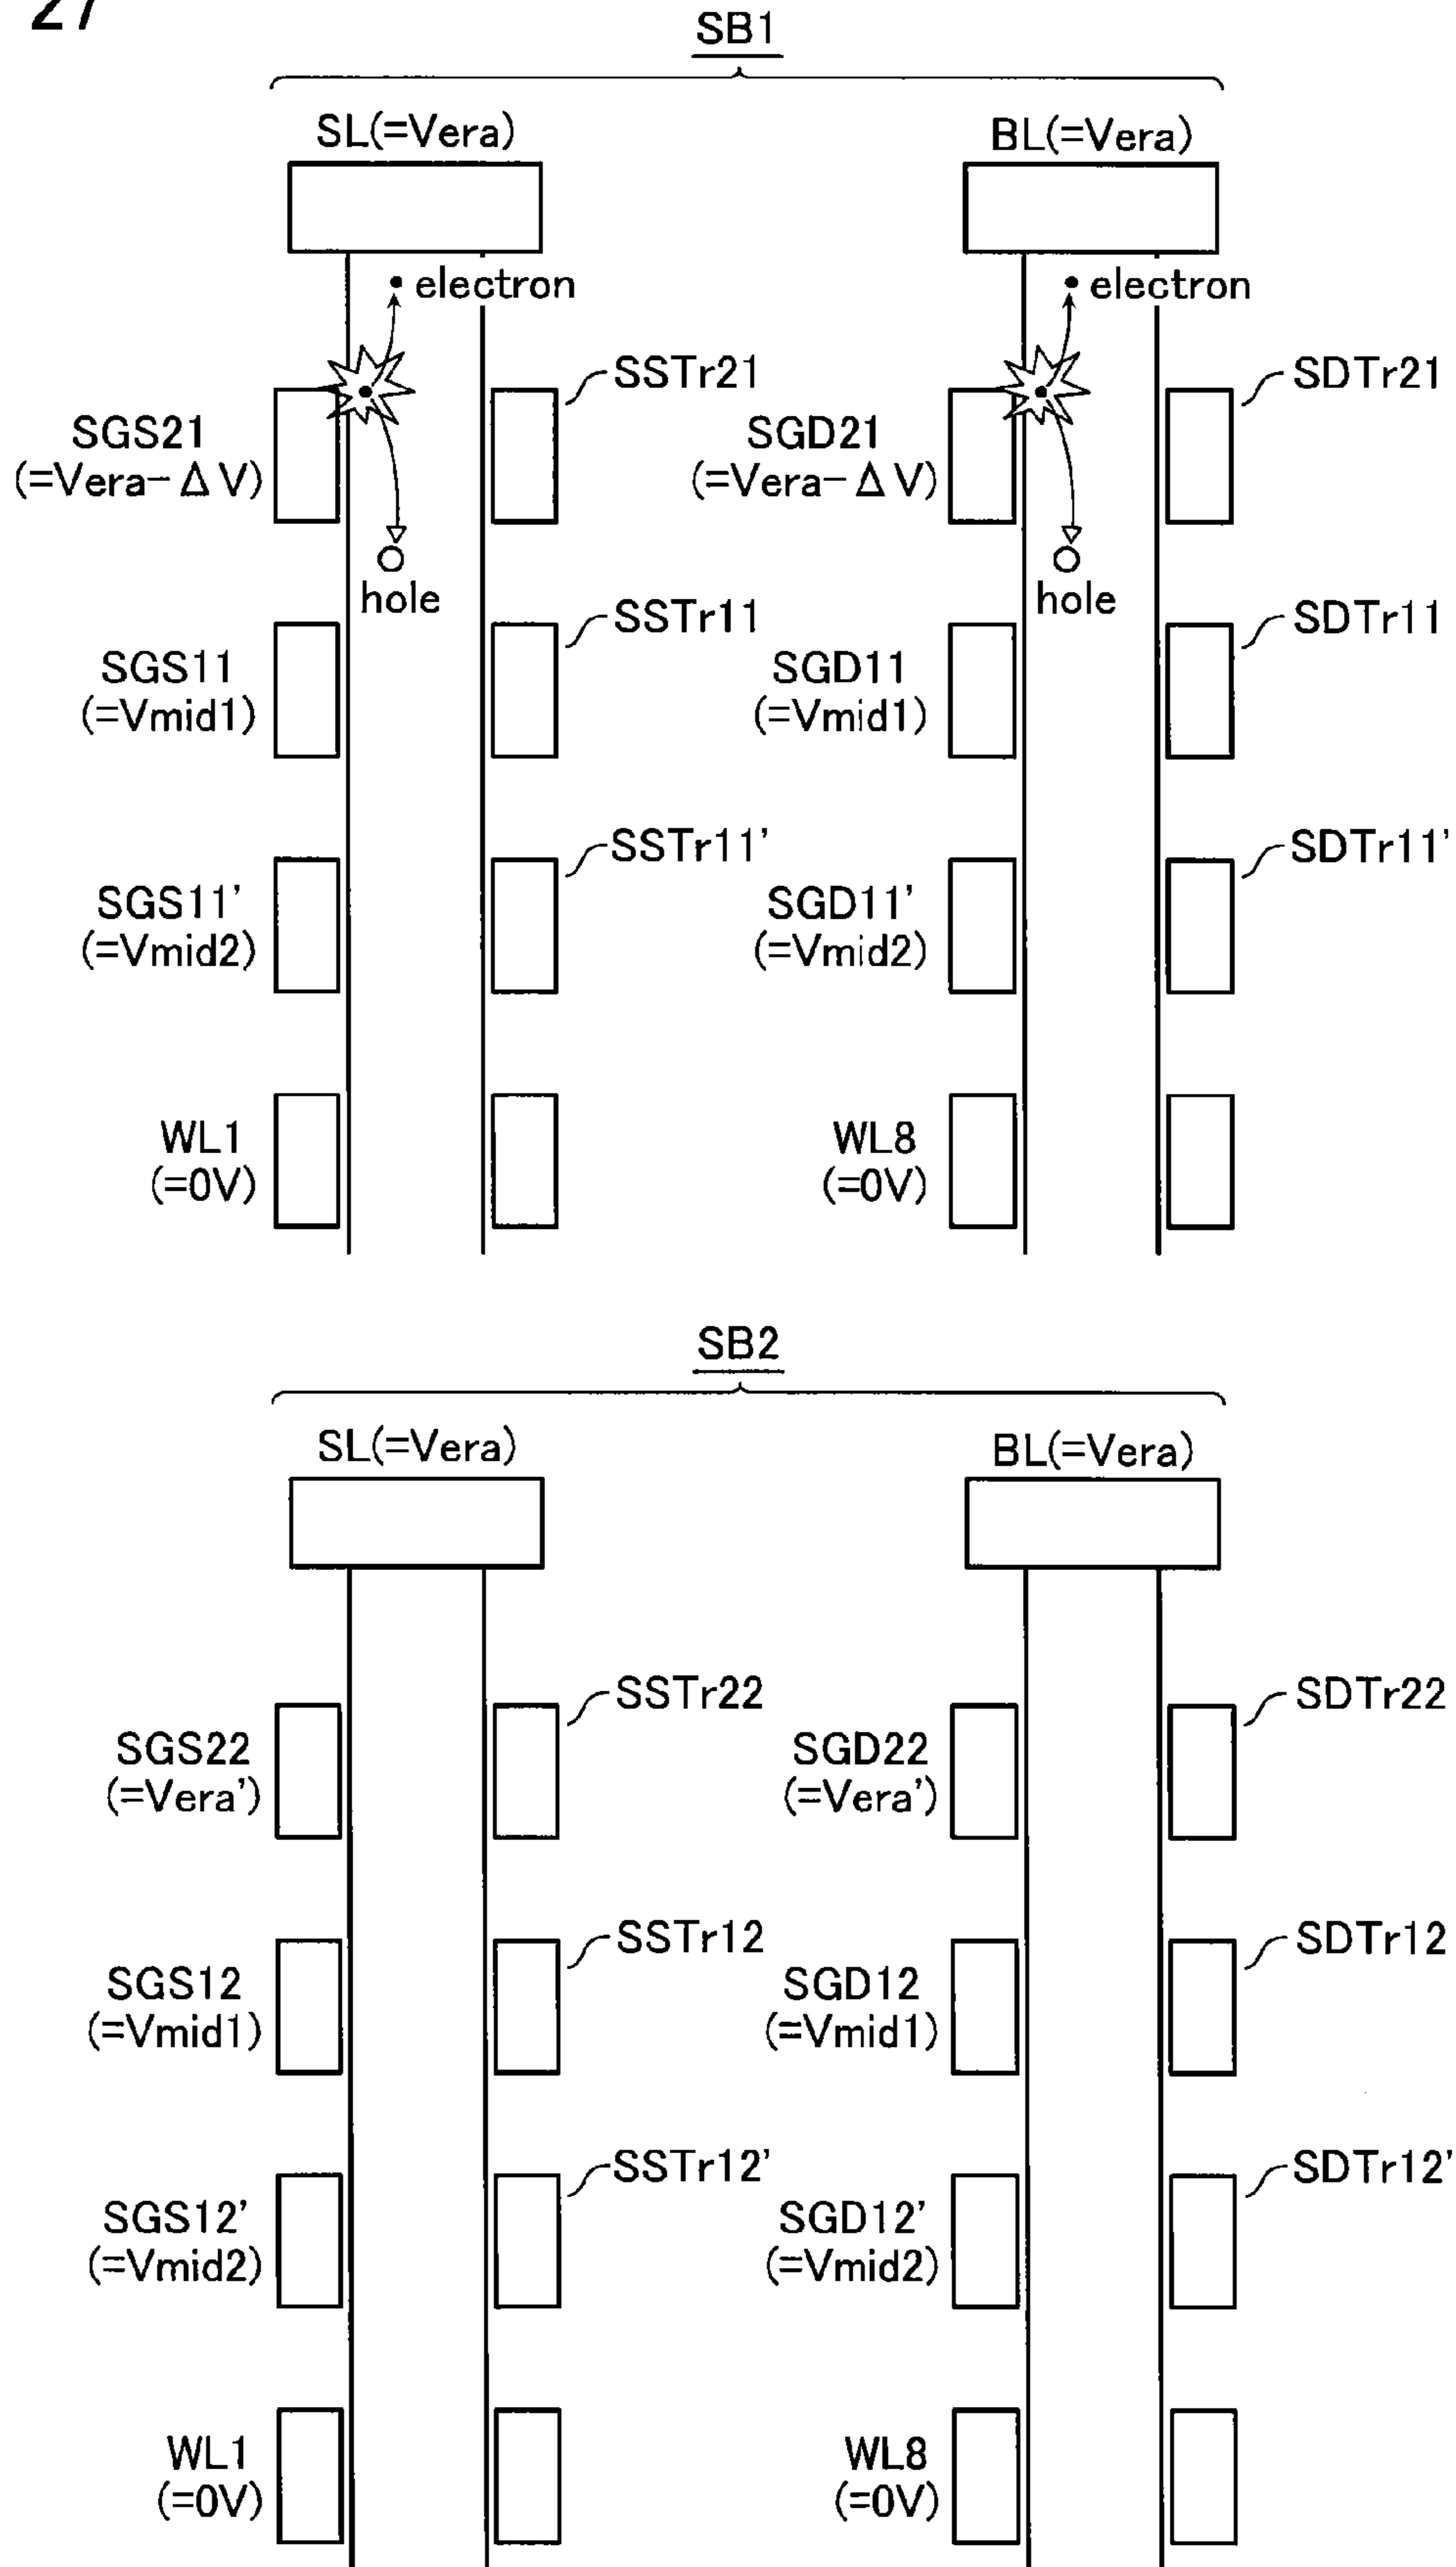 27
SB1
SL(=Vera)
BL(=Vera)
electron
electron
SSTr21
SDTr21
SGS21
(=Vera-ΔV)
SGD21
(=Vera-ΔV)
hole
hole
SSTr11
SDTr11
SGS11
(=Vmid1)
SGD11
(=Vmid1)
SSTr11'
SDTr11'
SGS11'
(=Vmid2)
SGD11'
(=Vmid2)
WL1
(=0V)
WL8
(=0V)
SB2
SL(=Vera)
BL(=Vera)
SSTr22
SDTr22
SGS22
(=Vera')
SGD22
(=Vera')
SSTr12
SDTr12
SGS12
(=Vmid1)
SGD12
(=Vmid1)
SSTr12'
SDTr12'
SGS12'
(=Vmid2)
SGD12'
(=Vmid2)
WL1
(=0V)
WL8
(=0V)